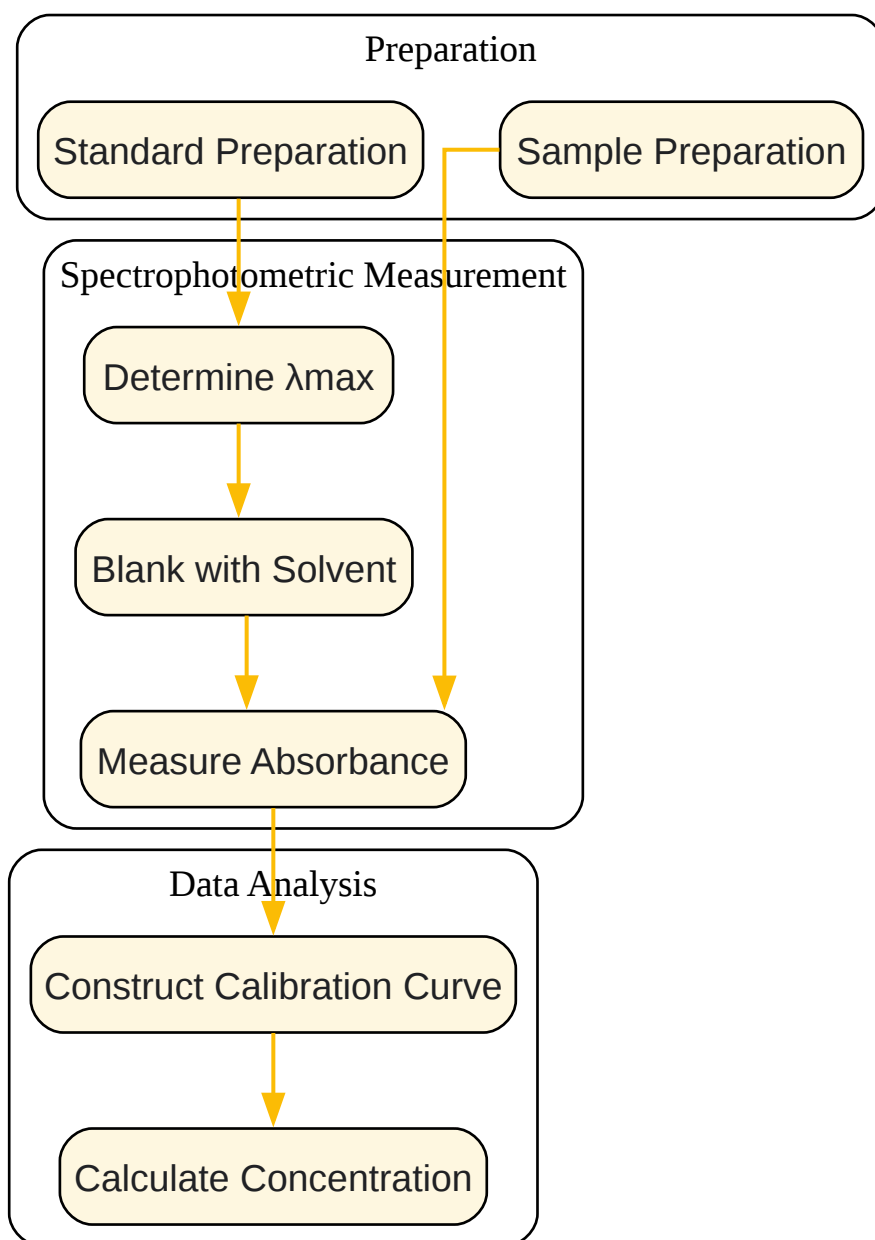 Preparation
Standard Preparation
Sample Preparation
Spectrophotometric Measurement
Determine λmax
Blank with Solvent
Measure Absorbance
Data Analysis
Construct Calibration Curve
Calculate Concentration